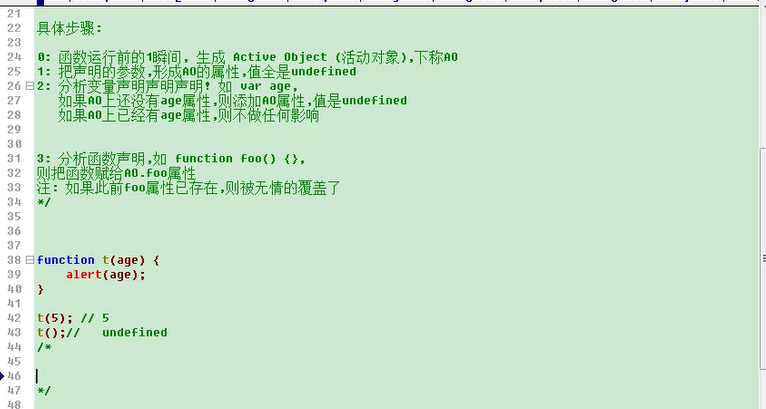 21
22 具体步骤:
23
24 0: 函数运行前的1瞬间, 生成 Active Object (活动对象),下称AO
25 1: 把声明的参数,形成AO的属性,值全是undefined
26 2: 分析变量声明声明声明! 如 var age,
27 如果AO上还没有age属性,则添加AO属性,值是undefined
28 如果AO上已经有age属性,则不做任何影响
29
30
31 3: 分析函数声明,如 function foo() {},
32 则把函数赋给AO.foo属性
33 注: 如果此前foo属性已存在,则被无情的覆盖了
34 */
35
36
37
38 function t(age) {
39 alert(age);
40 }
41
42 t(5); // 5
43 t();// undefined
44 /*
45
46
47 */
48